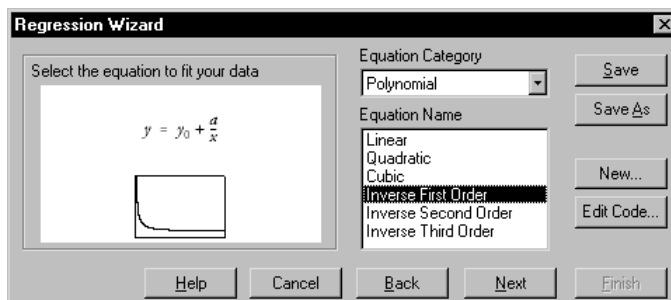 Regression Wizard
Select the equation to fit your data
y = y₀ + a/x
Equation Category
Polynomial
Equation Name
Linear
Quadratic
Cubic
Inverse First Order
Inverse Second Order
Inverse Third Order
Save
Save As
New...
Edit Code...
Help
Cancel
Back
Next
Finish